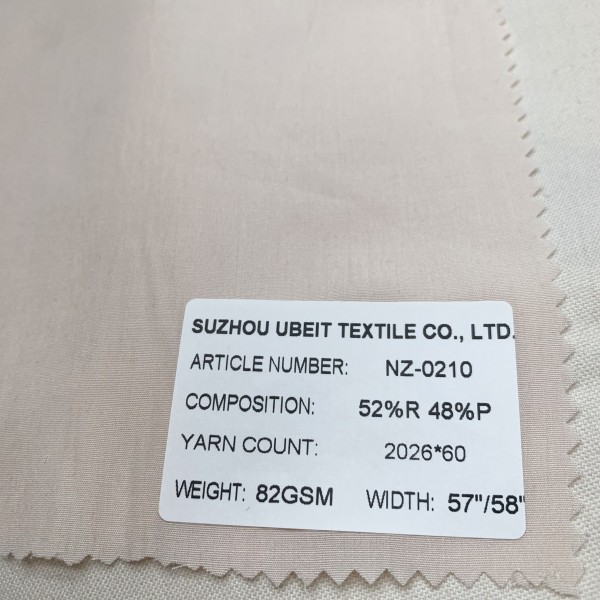 SUZHOU UBEIT TEXTILE CO., LTD.
ARTICLE NUMBER: NZ-0210
COMPOSITION: 52%R 48%P
YARN COUNT: 2026*60
WEIGHT: 82GSM WIDTH: 57"/58"